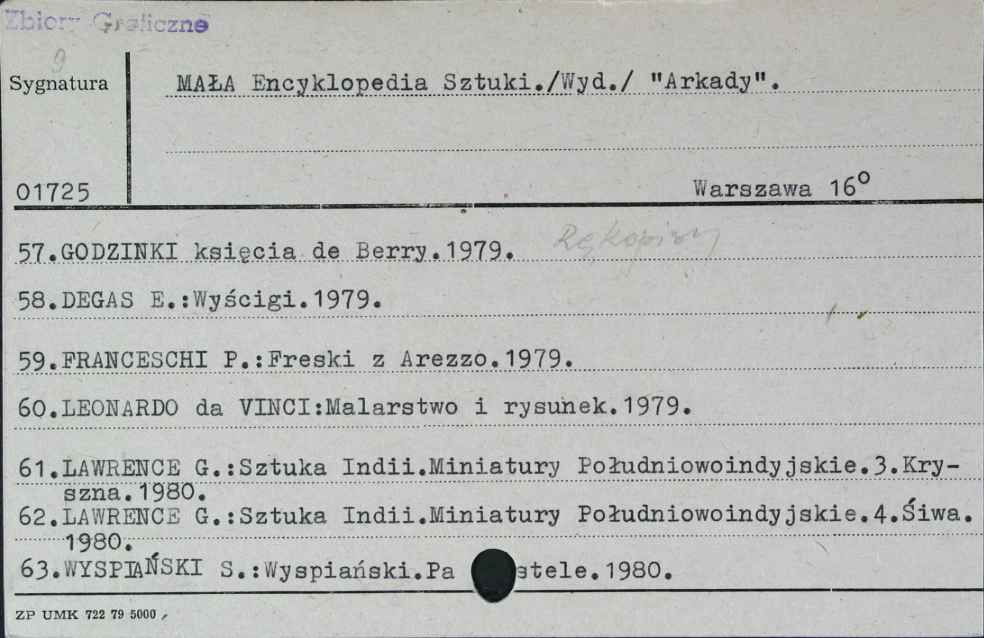 Zbiory Graficzne
9
Sygnatura
MAŁA Encyklopedia Sztuki./Wyd./ "Arkady".
01725
Warszawa 16°
57.GODZINKI księcia de Berry.1979. Rękopisy
58.DEGAS E.:Wyścigi.1979.
59.FRANCESCHI P.:Freski z Arezzo.1979.
60.LEONARDO da VINCI:Malarstwo i rysunek.1979.
61.LAWRENCE G.:Sztuka Indii.Miniatury Południowoindyjskie.3.Kry-
szna.1980.
62.LAWRENCE G.:Sztuka Indii.Miniatury Południowoindyjskie.4.Śiwa.
1980.
63.WYSPIAŃSKI S.:Wyspiański.Pa stele.1980.
ZP UMK 722 79 5000